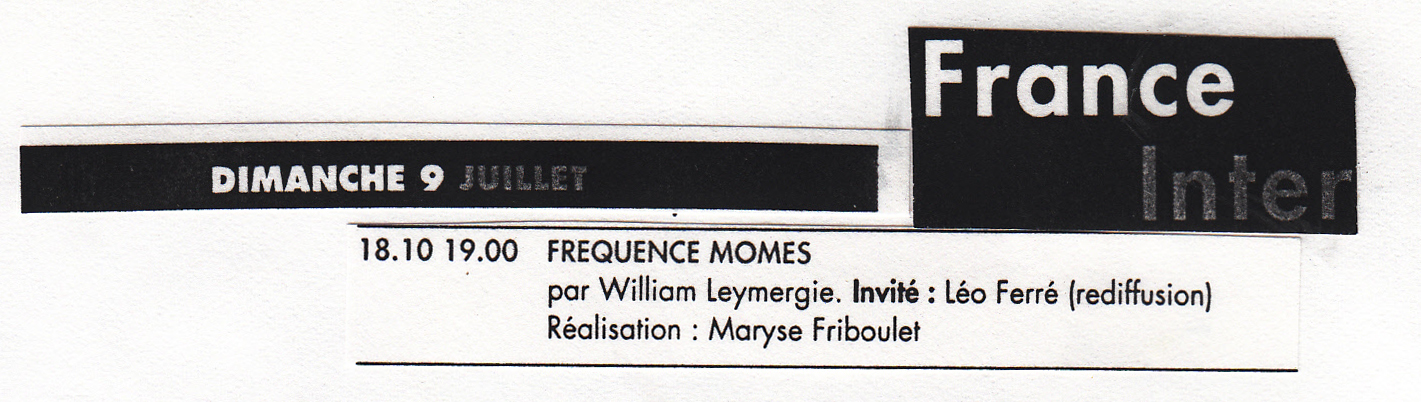 France
Inter
DIMANCHE 9 JUILLET
18.10 19.00 FREQUENCE MOMES
par William Leymergie. Invité : Léo Ferré (rediffusion)
Réalisation : Maryse Friboulet